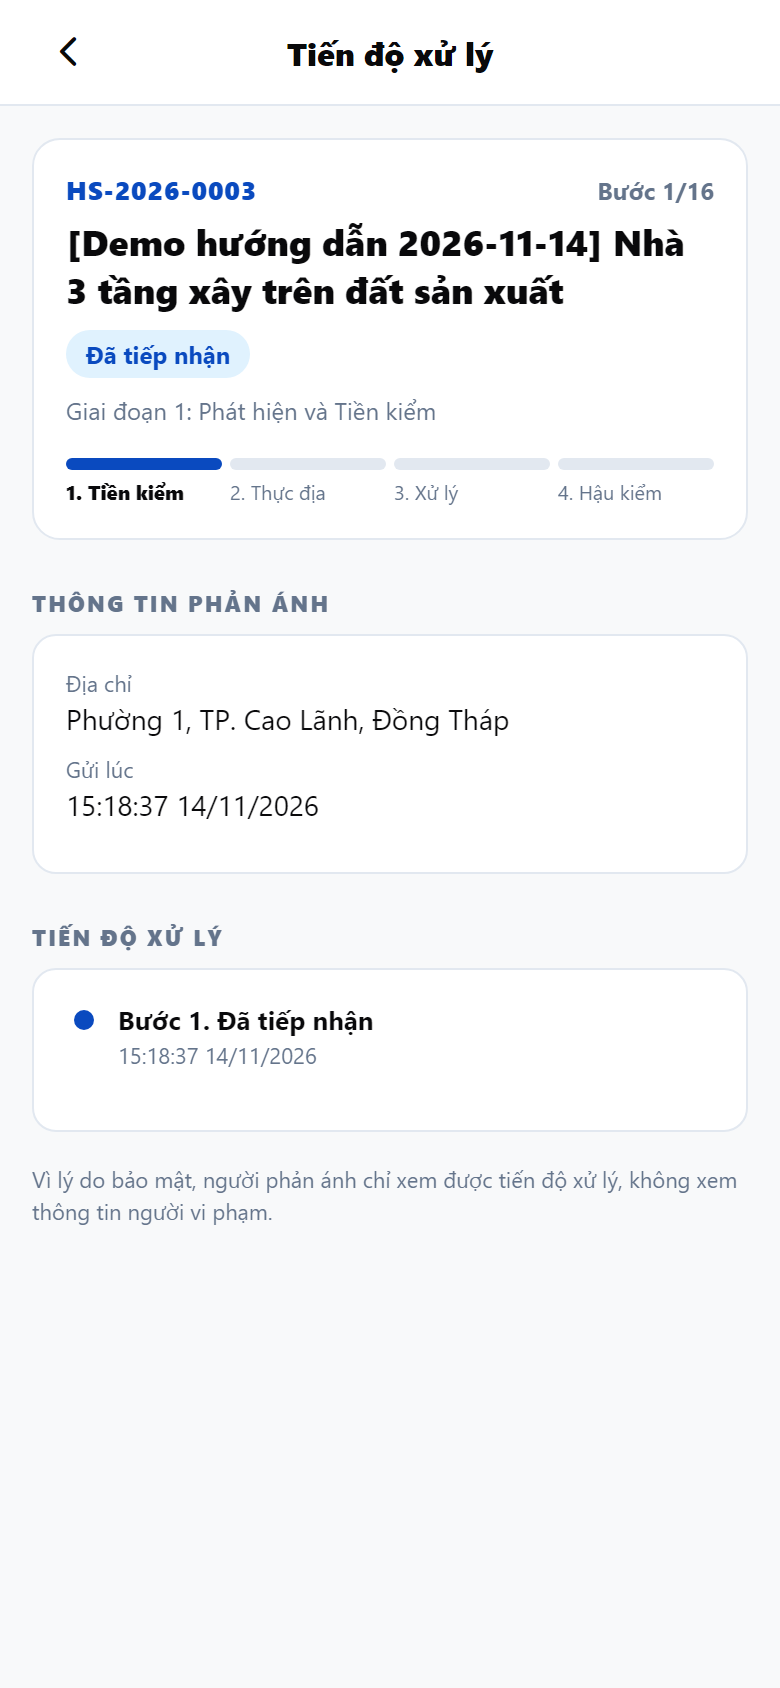 Tiến độ xử lý
HS-2026-0003
Bước 1/16
[Demo hướng dẫn 2026-11-14] Nhà
3 tầng xây trên đất sản xuất
Đã tiếp nhận
Giai đoạn 1: Phát hiện và Tiền kiểm
1. Tiền kiểm
2. Thực địa
3. Xử lý
4. Hậu kiểm
THÔNG TIN PHẢN ÁNH
Địa chỉ
Phường 1, TP. Cao Lãnh, Đồng Tháp
Gửi lúc
15:18:37 14/11/2026
TIẾN ĐỘ XỬ LÝ
Bước 1. Đã tiếp nhận
15:18:37 14/11/2026
Vì lý do bảo mật, người phản ánh chỉ xem được tiến độ xử lý, không xem
thông tin người vi phạm.